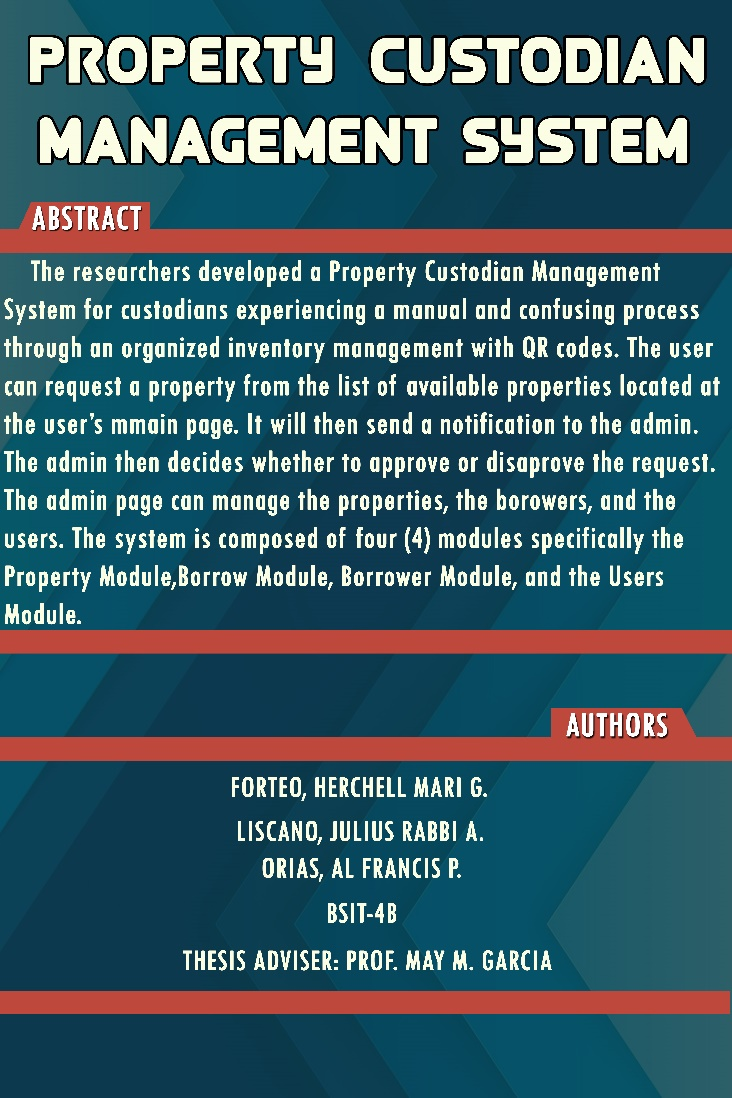 PROPERTY CUSTODIAN
MANAGEMENT SYSTEM
ABSTRACT
The researchers developed a Property Custodian Management
System for custodians experiencing a manual and confusing process
through an organized inventory management with QR codes. The user
can request a property from the list of available properties located at
the user's mmain page. It will then send a notification to the admin.
The admin then decides whether to approve or disaprove the request.
The admin page can manage the properties, the borowers, and the
users. The system is composed of four (4) modules specifically the
Property Module,Borrow Module, Borrower Module, and the Users
Module.
AUTHORS
FORTEO, HERCHELL MARI G.
LISCANO, JULIUS RABBI A.
ORIAS, AL FRANCIS P.
BSIT-4B
THESIS ADVISER: PROF. MAY M. GARCIA